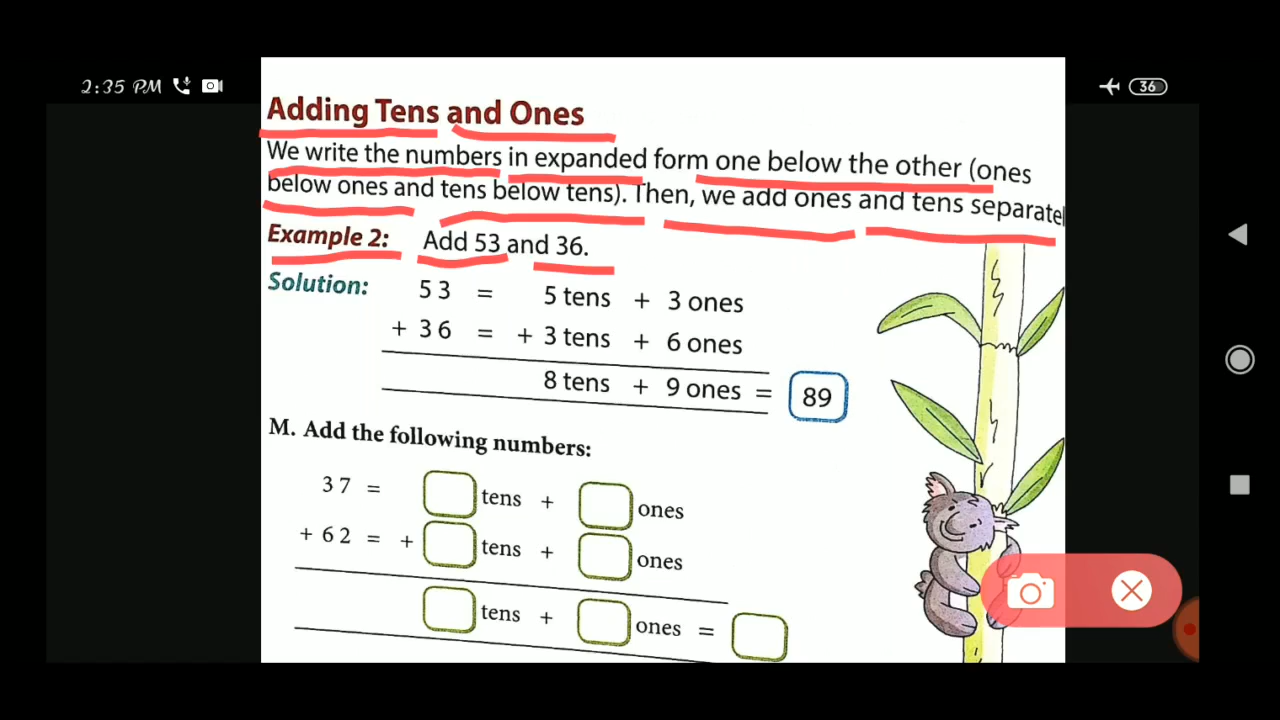 2:35 PM
36
Adding Tens and Ones
We write the numbers in expanded form one below the other (ones
below ones and tens below tens). Then, we add ones and tens separatel
Example 2: Add 53 and 36.
Solution: 53 = 5 tens + 3 ones
+ 36 = + 3 tens + 6 ones
8 tens + 9 ones = 89
M. Add the following numbers:
37 = tens + ones
+ 62 = + tens + ones
tens + ones =